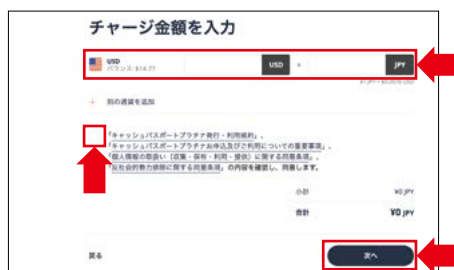 チャージ金額を入力
USD
バランス: $14.77
USD
=
JPY
+ 別の通貨を追加
「キャッシュパスポートプラチナ発行・利用規約」、
「キャッシュパスポートプラチナお申込及びご利用についての重要事項」、
「個人情報の取扱い（収集・保有・利用・提供）に関する同意条項」、
「反社会的勢力排除に関する同意条項」の内容を確認し、同意します。
小計 ¥0 JPY
合計 ¥0 JPY
戻る
次へ